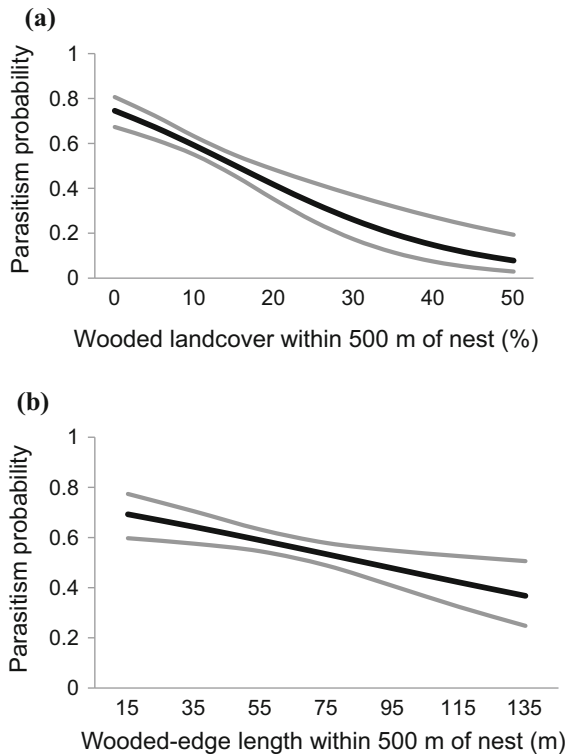 (a)
Parasitism probability
1
0.8
0.6
0.4
0.2
0
0 10 20 30 40 50
Wooded landcover within 500 m of nest (%)
(b)
Parasitism probability
1
0.8
0.6
0.4
0.2
0
15 35 55 75 95 115 135
Wooded-edge length within 500 m of nest (m)